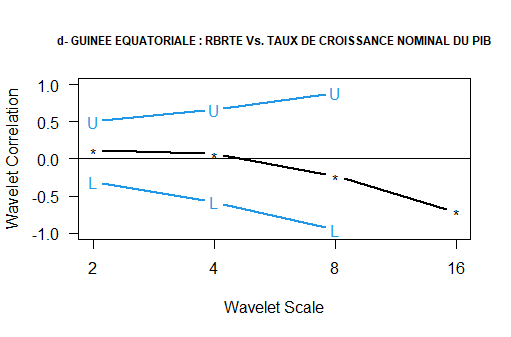 d- GUINEE EQUATORIALE : RBRTE Vs. TAUX DE CROISSANCE NOMINAL DU PIB
Wavelet Correlation
1.0
0.5
0.0
-0.5
-1.0
U U U
* * * *
L L L
2 4 8 16
Wavelet Scale